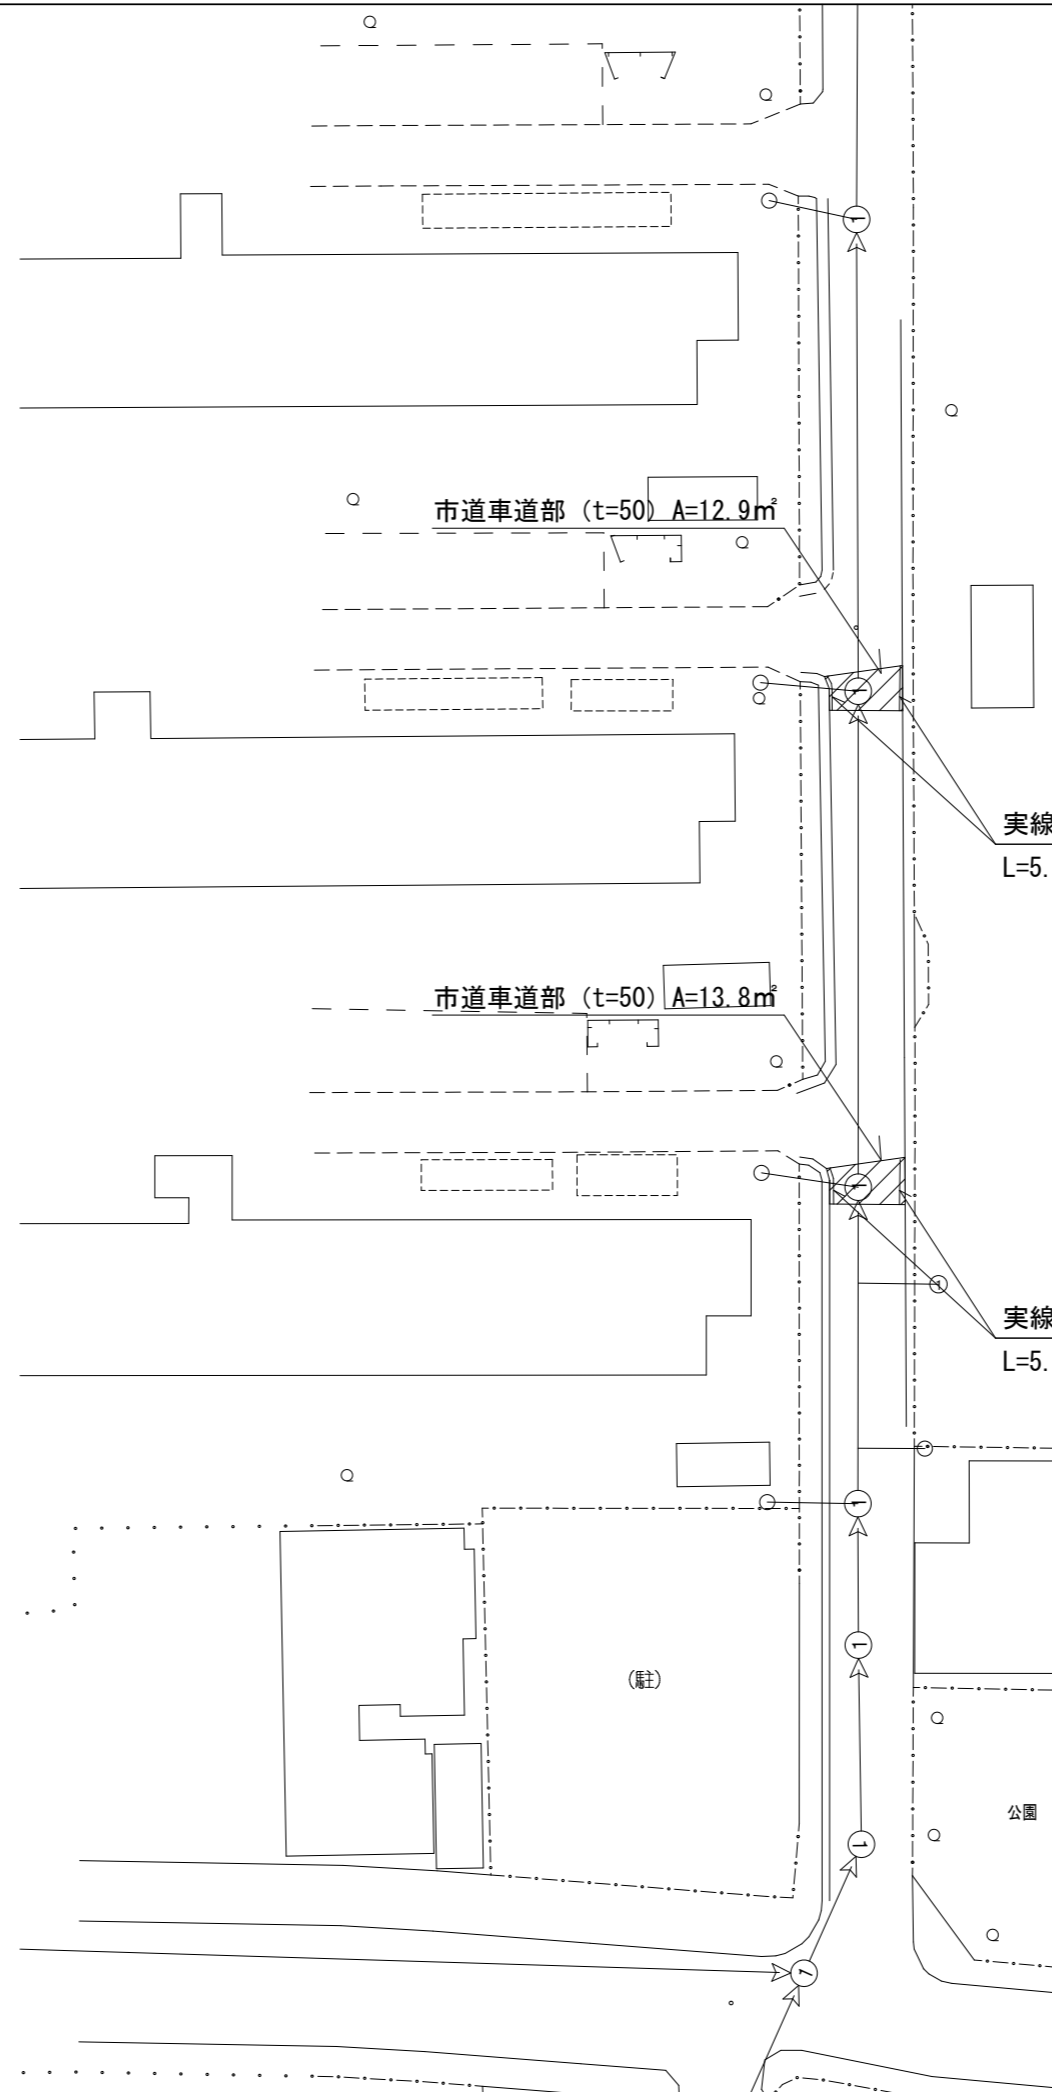 市道車道部 (t=50) A=12.9㎡
実線
L=5.
市道車道部 (t=50) A=13.8㎡
実線
L=5.
(駐)
公園